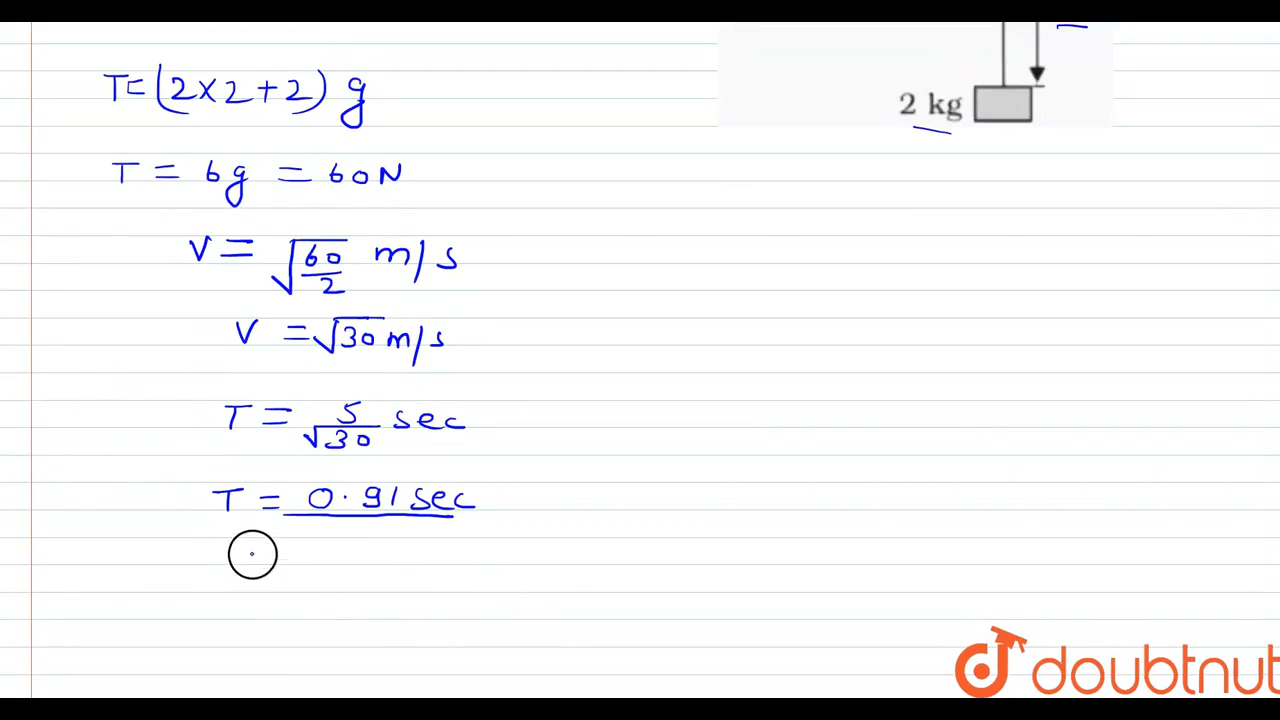 T=(2×2+2) g
2 kg
T = 6g = 60N
V = √60/2 m/s
V = √30 m/s
T = 5/√30 sec
T = 0.91 sec
doubtnut